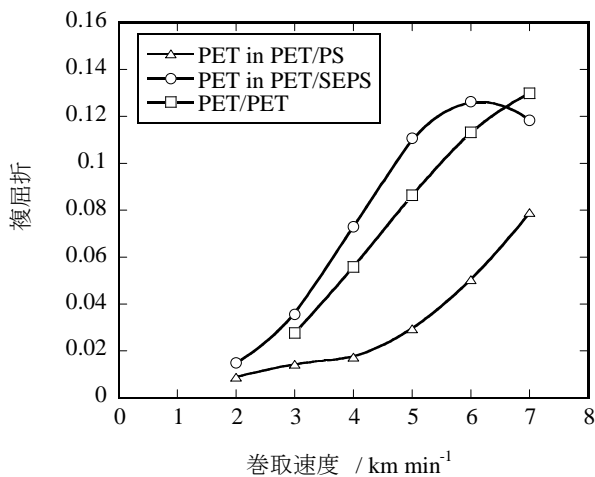 0.16
0.14
0.12
0.1
0.08
0.06
0.04
0.02
0
複屈折
PET in PET/PS
PET in PET/SEPS
PET/PET
0 1 2 3 4 5 6 7 8
巻取速度 / km min-1